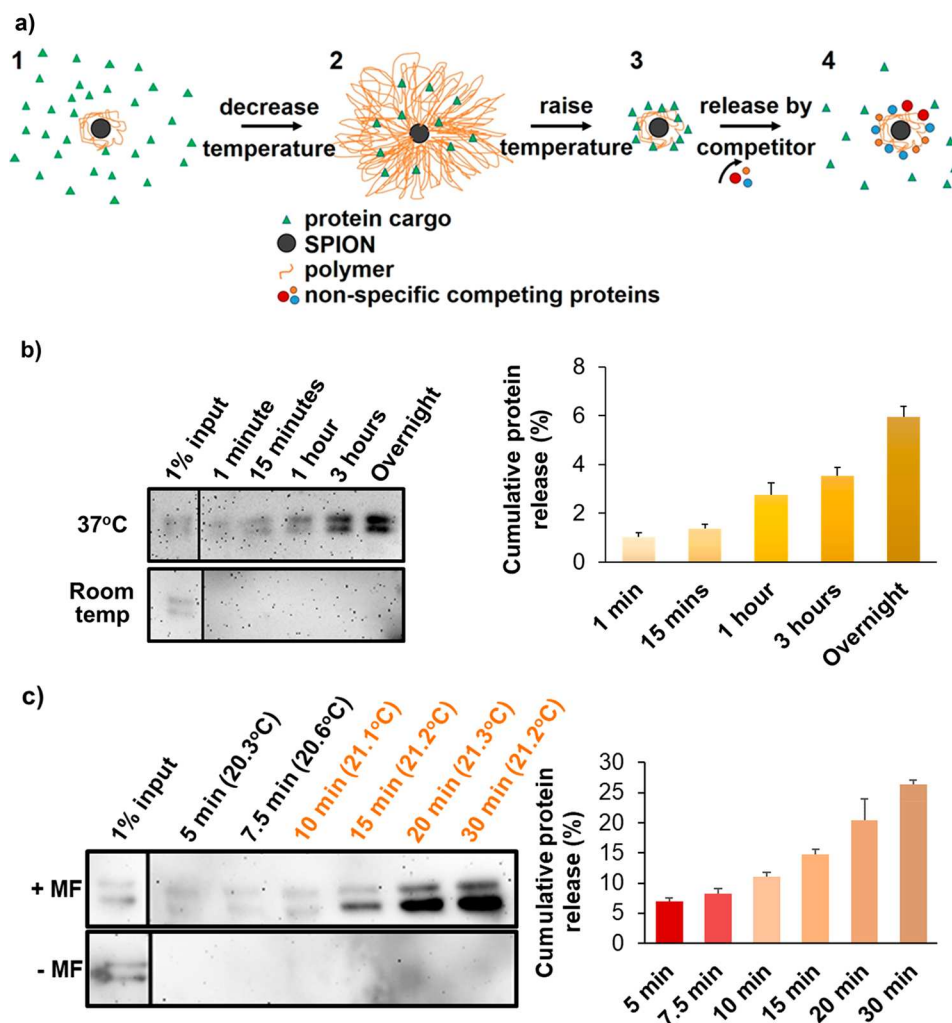 a)
1
2
3
4
decrease
temperature
raise
temperature
release by
competitor
protein cargo
SPION
polymer
non-specific competing proteins
b)
1% input
1 minute
15 minutes
1 hour
3 hours
Overnight
37°C
Room
temp
Cumulative protein
release (%)
8
6
4
2
0
1 min
15 mins
1 hour
3 hours
Overnight
c)
1% input
5 min (20.3°C)
7.5 min (20.6°C)
10 min (21.1°C)
15 min (21.2°C)
20 min (21.3°C)
30 min (21.2°C)
+ MF
- MF
Cumulative protein
release (%)
30
25
20
15
10
5
0
5 min
7.5 min
10 min
15 min
20 min
30 min